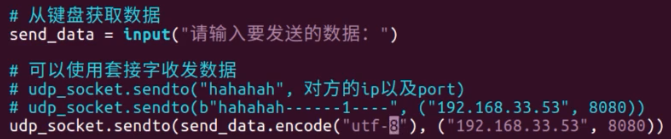 # 从键盘获取数据
send_data = input("请输入要发送的数据：")
# 可以使用套接字收发数据
# udp_socket.sendto("hahahah", 对方的ip以及port)
# udp_socket.sendto(b"hahahah------1----", ("192.168.33.53", 8080))
udp_socket.sendto(send_data.encode("utf-8"), ("192.168.33.53", 8080))